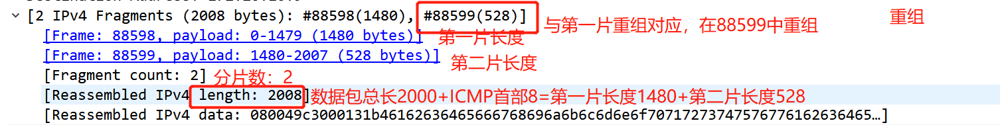 [2 IPv4 Fragments (2008 bytes): #88598(1480), #88599(528)] 与第一片重组对应，在88599中重组 重组
[Frame: 88598, payload: 0-1479 (1480 bytes)] 第一片长度
[Frame: 88599, payload: 1480-2007 (528 bytes)] 第二片长度
[Fragment count: 2] 分片数：2
[Reassembled IPv4 length: 2008] 数据包总长2000+ICMP首部8=第一片长度1480+第二片长度528
[Reassembled IPv4 data: 080049c3000131b46162636465666768696a6b6c6d6e6f7071727374757677616263646465…]